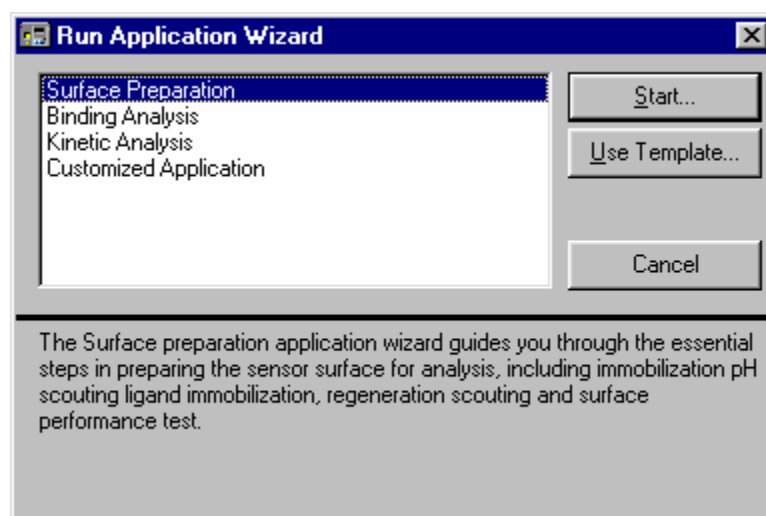 Run Application Wizard
Surface Preparation
Binding Analysis
Kinetic Analysis
Customized Application
Start...
Use Template...
Cancel
The Surface preparation application wizard guides you through the essential
steps in preparing the sensor surface for analysis, including immobilization pH
scouting ligand immobilization, regeneration scouting and surface
performance test.